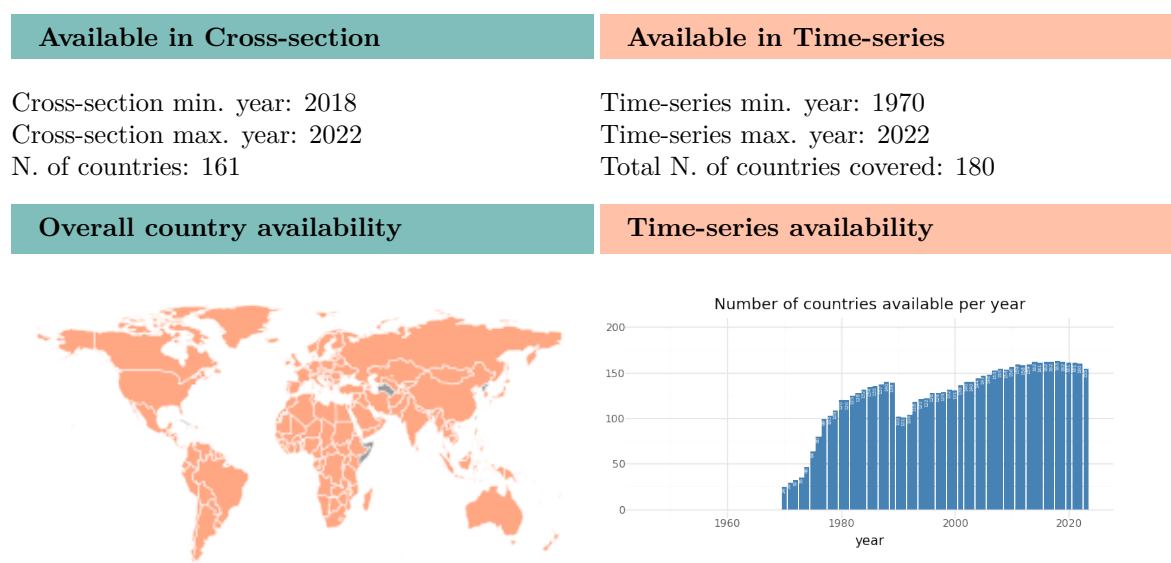 Available in Cross-section
Available in Time-series
Cross-section min. year: 2018
Cross-section max. year: 2022
N. of countries: 161
Time-series min. year: 1970
Time-series max. year: 2022
Total N. of countries covered: 180
Overall country availability
Time-series availability
Number of countries available per year
200
150
100
50
0
1960
1980
2000
2020
year